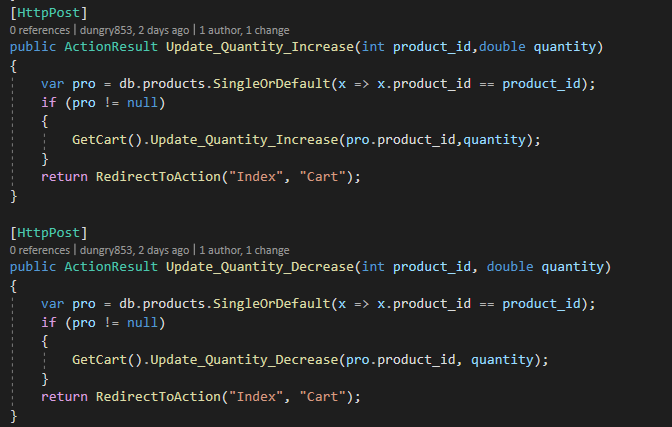 [HttpPost]
0 references | dungry853, 2 days ago | 1 author, 1 change
public ActionResult Update_Quantity_Increase(int product_id,double quantity)
{
var pro = db.products.SingleOrDefault(x => x.product_id == product_id);
if (pro != null)
{
GetCart().Update_Quantity_Increase(pro.product_id,quantity);
}
return RedirectToAction("Index", "Cart");
}
[HttpPost]
0 references | dungry853, 2 days ago | 1 author, 1 change
public ActionResult Update_Quantity_Decrease(int product_id, double quantity)
{
var pro = db.products.SingleOrDefault(x => x.product_id == product_id);
if (pro != null)
{
GetCart().Update_Quantity_Decrease(pro.product_id, quantity);
}
return RedirectToAction("Index", "Cart");
}